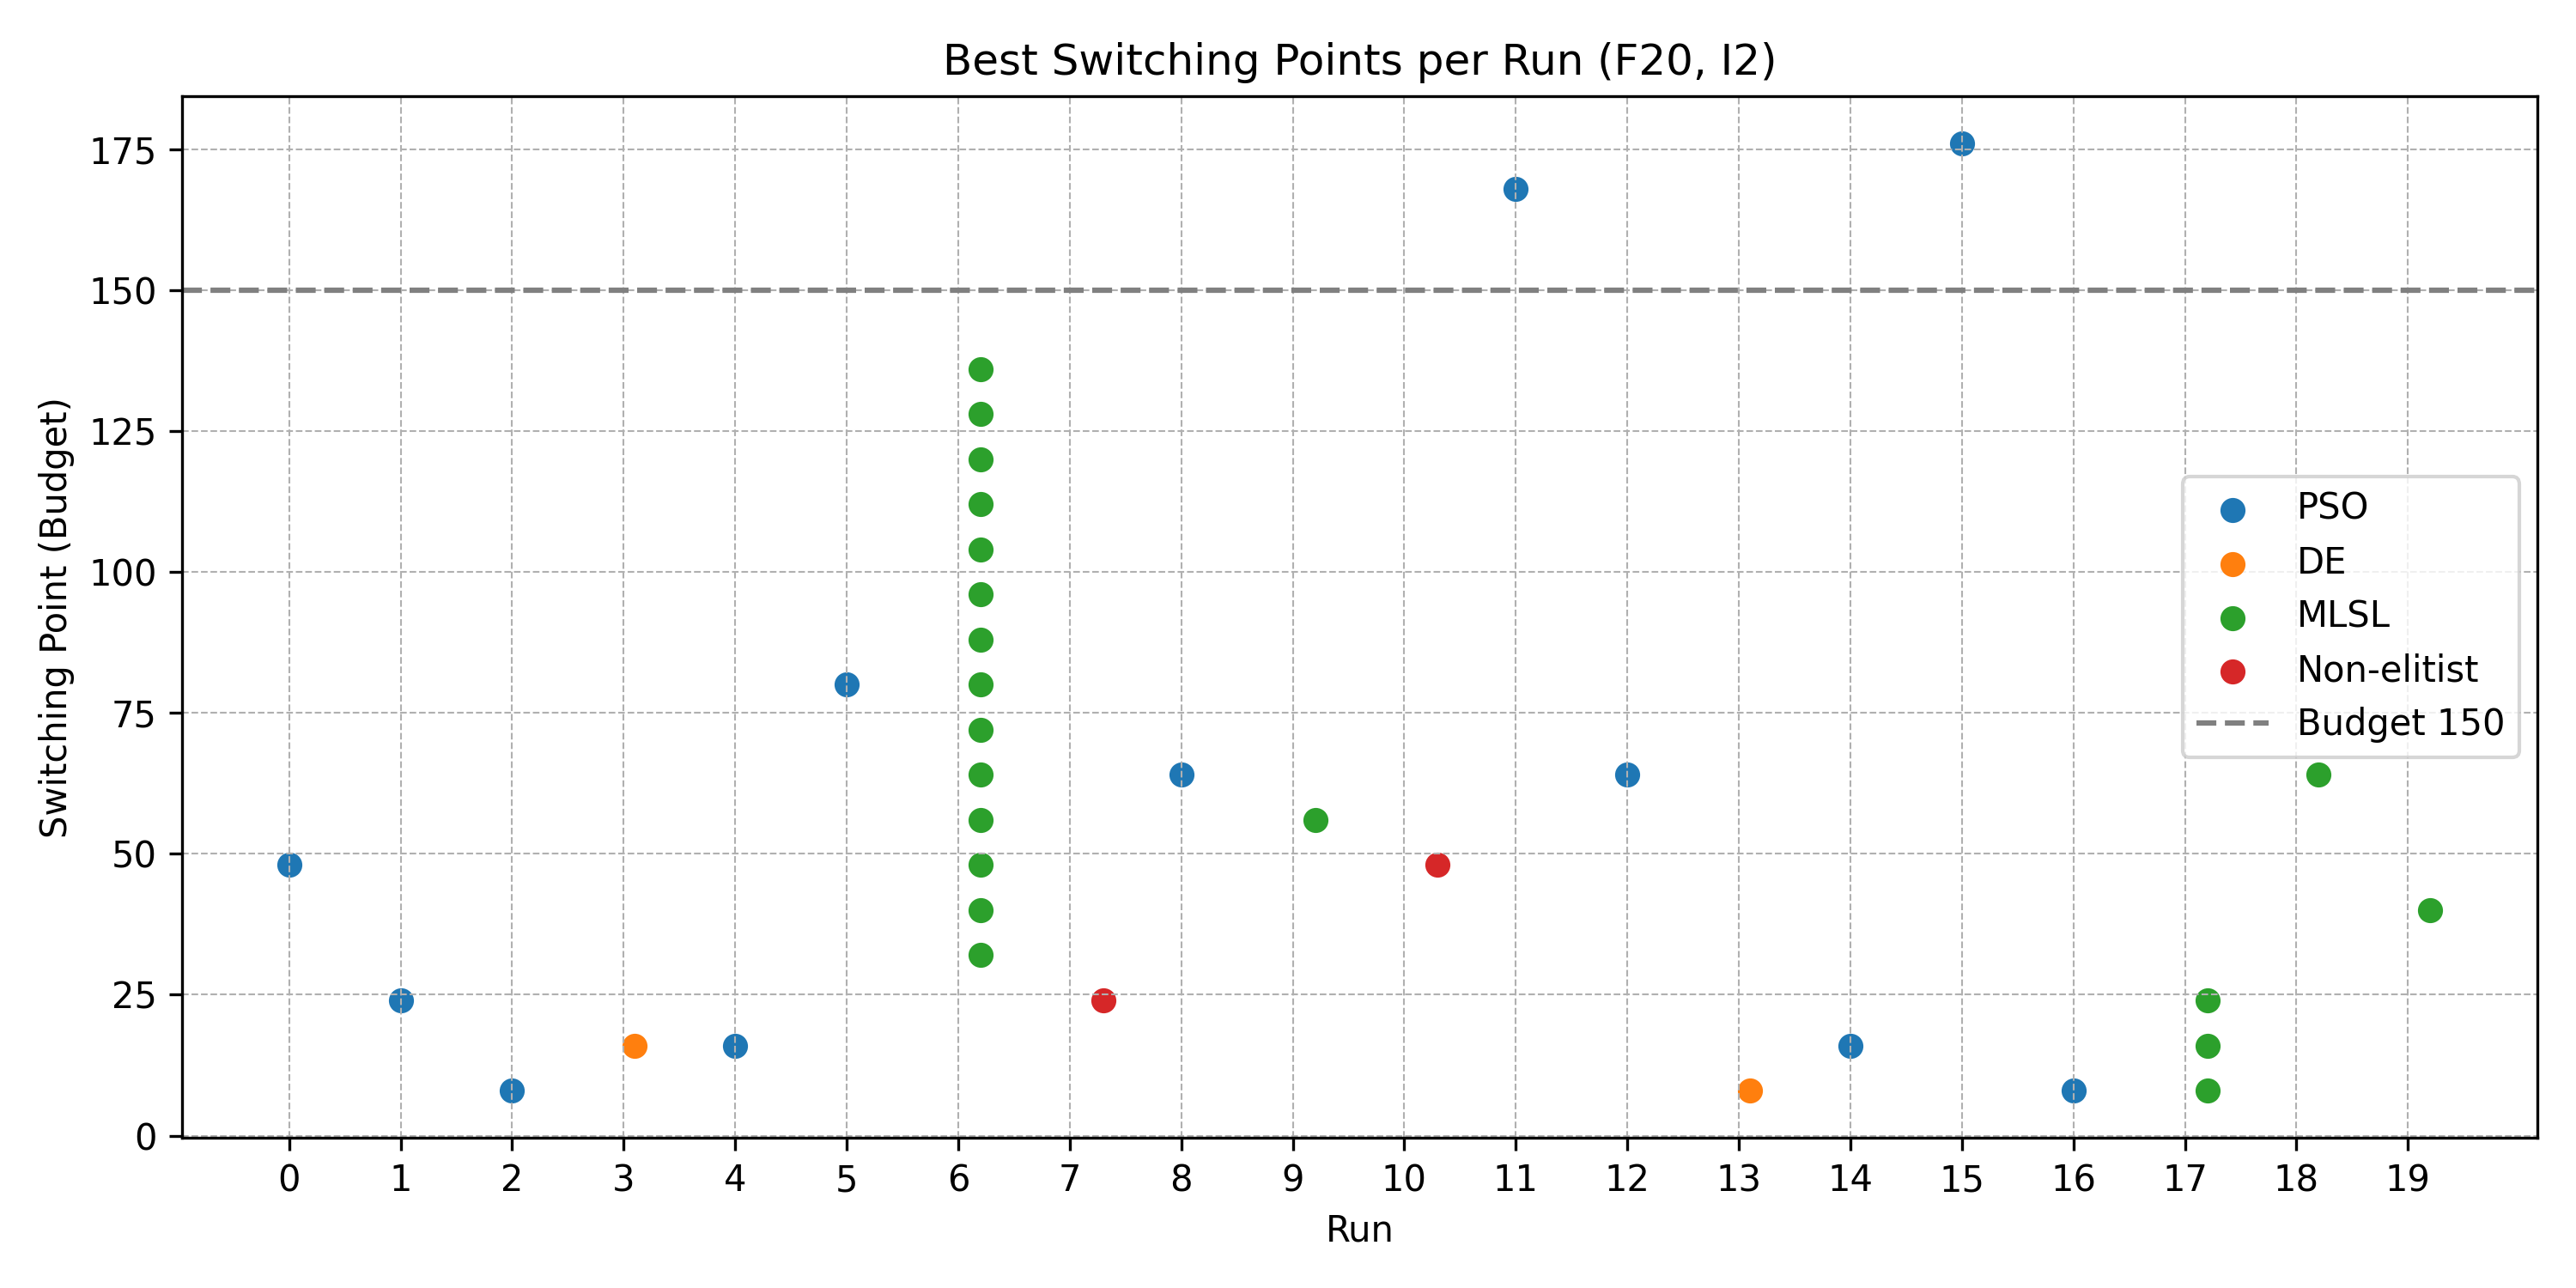 Best Switching Points per Run (F20, I2)
Switching Point (Budget)
175
150
125
100
75
50
25
0
PSO
DE
MLSL
Non-elitist
Budget 150
0 1 2 3 4 5 6 7 8 9 10 11 12 13 14 15 16 17 18 19
Run